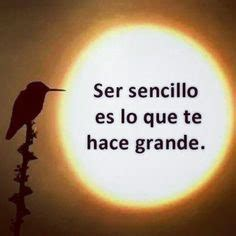 Ser sencillo
es lo que te
hace grande.